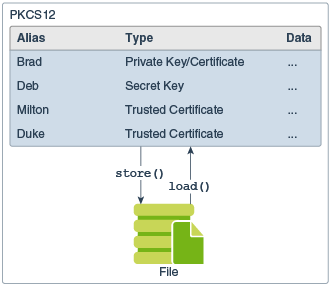 PKCS12
Alias Type Data
Brad Private Key/Certificate ...
Deb Secret Key ...
Milton Trusted Certificate ...
Duke Trusted Certificate ...
store()
load()
File